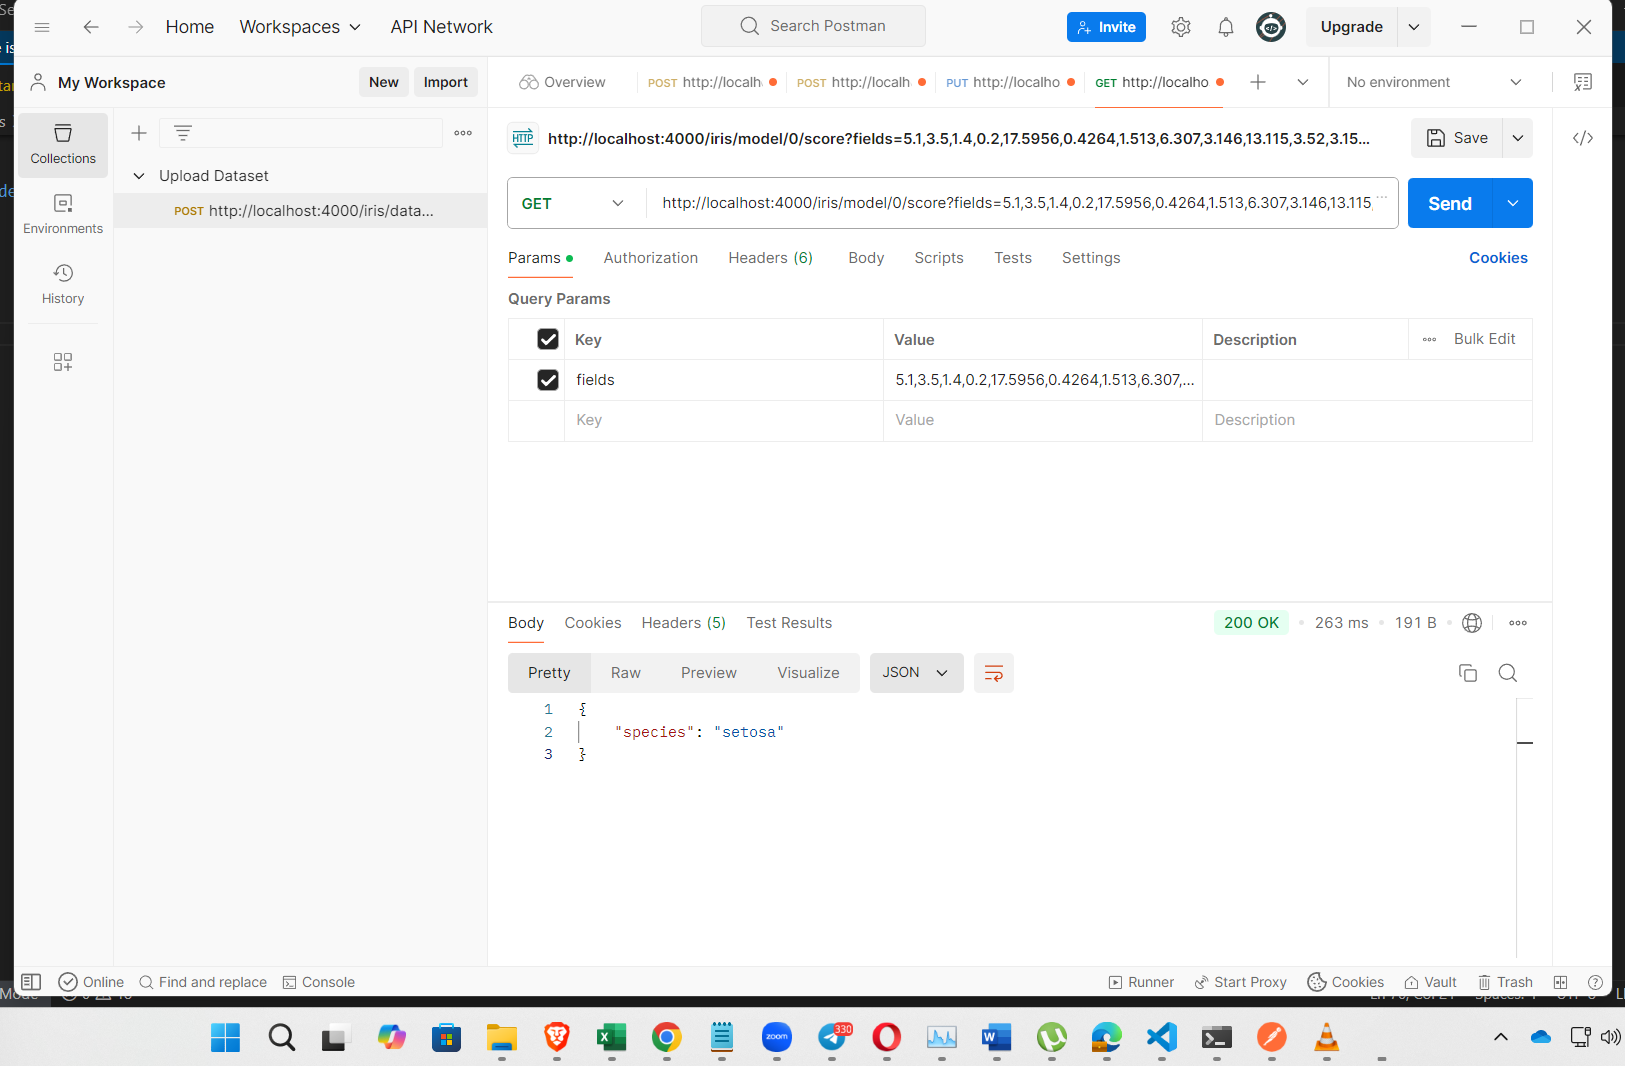 Home
Workspaces
API Network
Search Postman
Invite
Upgrade
My Workspace
New
Import
Overview
POST http://localh
POST http://localh
PUT http://localho
GET http://localho
No environment
Collections
Environments
History
Upload Dataset
POST http://localhost:4000/iris/data...
HTTP
http://localhost:4000/iris/model/0/score?fields=5.1,3.5,1.4,0.2,17.5956,0.4264,1.513,6.307,3.146,13.115,3.52,3.15...
Save
GET
http://localhost:4000/iris/model/0/score?fields=5.1,3.5,1.4,0.2,17.5956,0.4264,1.513,6.307,3.146,13.115,
Send
Params
Authorization
Headers (6)
Body
Scripts
Tests
Settings
Cookies
Query Params
Key
Value
Description
Bulk Edit
fields
5.1,3.5,1.4,0.2,17.5956,0.4264,1.513,6.307,...
Key
Value
Description
Body
Cookies
Headers (5)
Test Results
200 OK
263 ms
191 B
Pretty
Raw
Preview
Visualize
JSON
1 {
2 "species": "setosa"
3 }
Online
Find and replace
Console
Runner
Start Proxy
Cookies
Vault
Trash
zoom
330